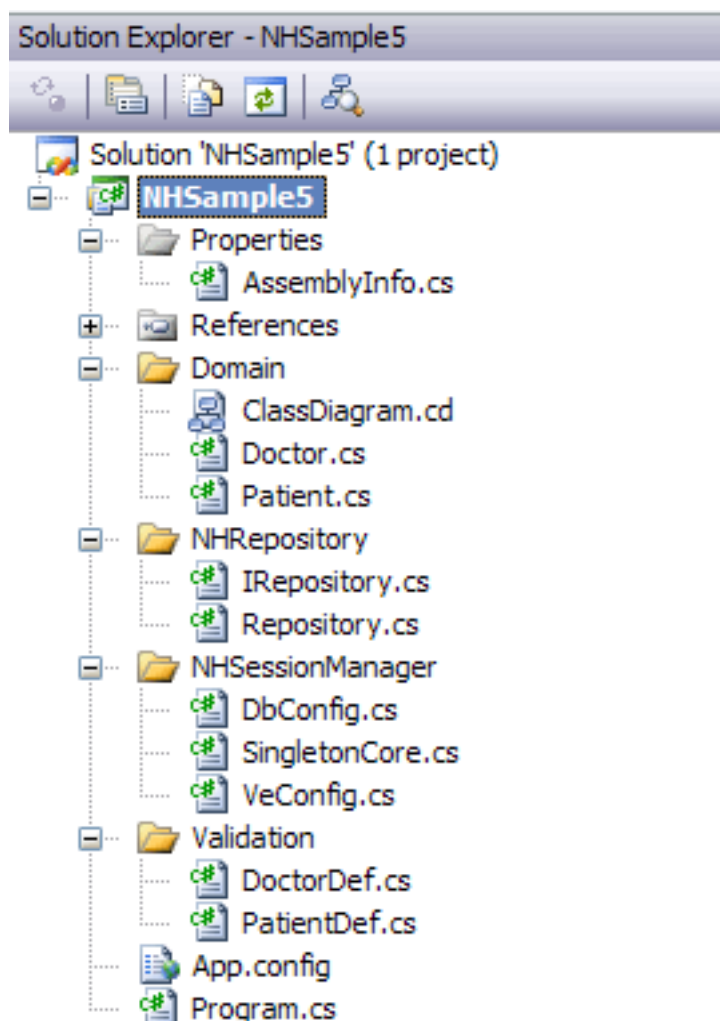 Solution Explorer - NHSample5
Solution 'NHSample5' (1 project)
NHSample5
Properties
AssemblyInfo.cs
References
Domain
ClassDiagram.cd
Doctor.cs
Patient.cs
NHRepository
IRepository.cs
Repository.cs
NHSessionManager
DbConfig.cs
SingletonCore.cs
VeConfig.cs
Validation
DoctorDef.cs
PatientDef.cs
App.config
Program.cs